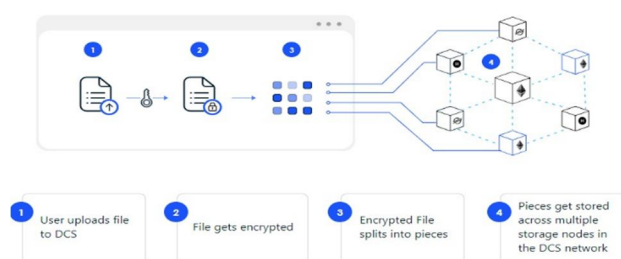 1
2
3
4
1
User uploads file
to DCS
2
File gets encrypted
3
Encrypted File
splits into pieces
4
Pieces get stored
across multiple
storage nodes in
the DCS network